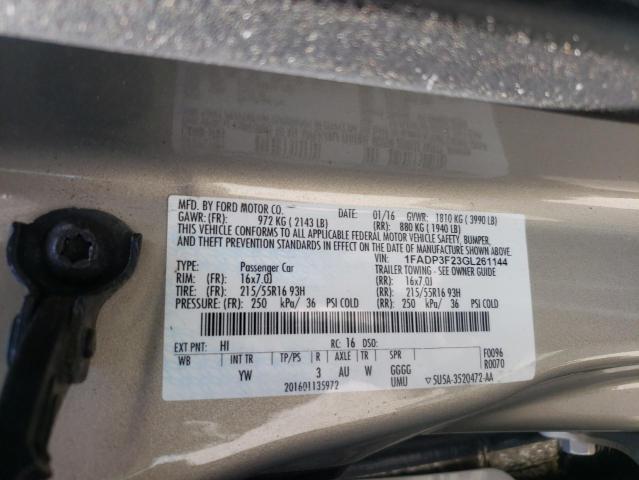 MFD. BY FORD MOTOR CO.
DATE: 01/16 GVWR: 1810 KG ( 3990 LB)
GAWR: (FR): 972 KG ( 2143 LB) (RR): 880 KG ( 1940 LB)
THIS VEHICLE CONFORMS TO ALL APPLICABLE FEDERAL MOTOR VEHICLE SAFETY, BUMPER,
AND THEFT PREVENTION STANDARDS IN EFFECT ON THE DATE OF MANUFACTURE SHOWN ABOVE.
VIN: 1FADP3F23GL261144
TYPE: Passenger Car TRAILER TOWING - SEE OWNER GUIDE
RIM: (FR): 16x7.0J (RR): 16x7.0J
TIRE: (FR): 215/55R16 93H (RR): 215/55R16 93H
PRESSURE: (FR): 250 kPa/ 36 PSI COLD (RR): 250 kPa/ 36 PSI COLD
EXT PNT: HI RC: 16 DSO:
WB INT TR TP/PS R AXLE TR SPR F0096
YW 3 AU W GGGG R0070
201601135972 UMU ▽ 5U5A-3520472-AA